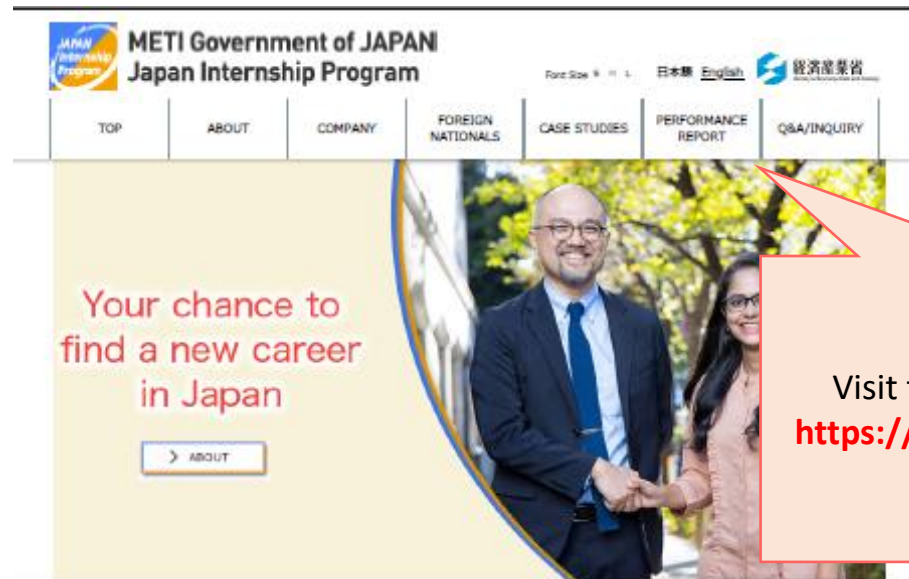 JAPAN
Internship
Program
METI Government of JAPAN
Japan Internship Program
Font Size S M L
日本語 English
経済産業省
TOP
ABOUT
COMPANY
FOREIGN
NATIONALS
CASE STUDIES
PERFORMANCE
REPORT
Q&A/INQUIRY
Your chance to
find a new career
in Japan
> ABOUT
Visit
https://